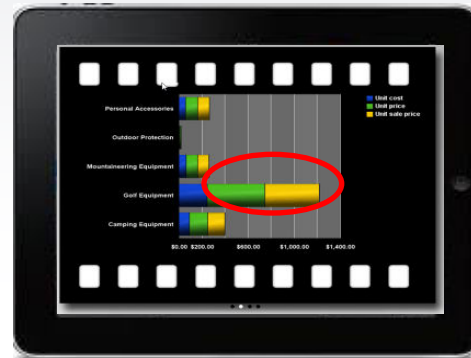 Unit cost
Unit price
Unit sale price
Personal Accessories
Outdoor Protection
Mountaineering Equipment
Golf Equipment
Camping Equipment
$0.00 $200.00 $600.00 $1,000.00 $1,400.00